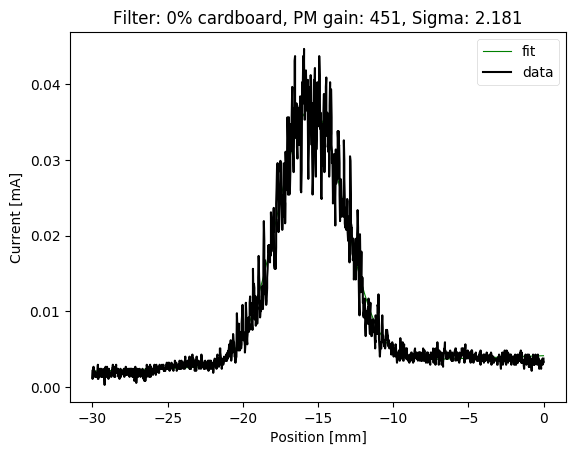 Filter: 0% cardboard, PM gain: 451, Sigma: 2.181
fit
data
0.04
0.03
0.02
0.01
0.00
Current [mA]
−30
−25
−20
−15
−10
−5
0
Position [mm]